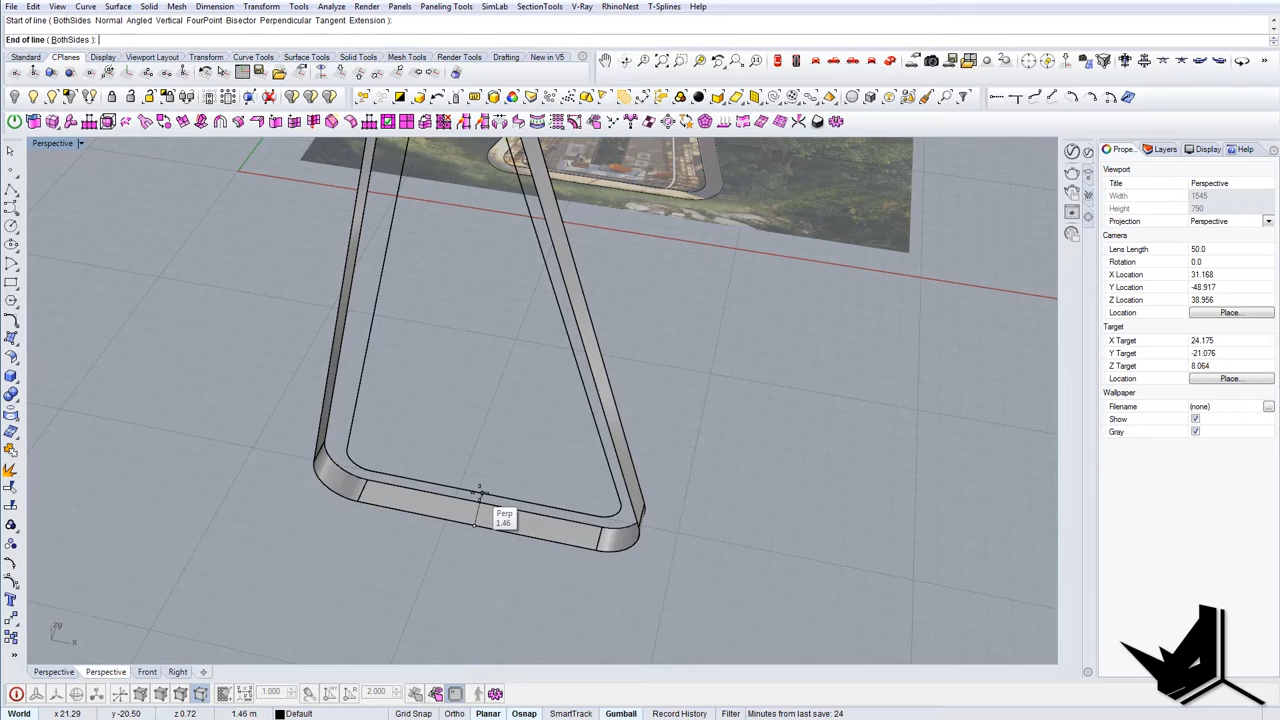 File Edit View Curve Surface Solid Mesh Dimension Transform Tools Analyze Render Panels Paneling Tools SimLab SectionTools V-Ray RhinoNest T-Splines Help
Start of line ( BothSides Normal Angled Vertical FourPoint Bisector Perpendicular Tangent Extension ):
End of line ( BothSides ):
Standard CPlanes Display Viewport Layout Transform Curve Tools Surface Tools Solid Tools Mesh Tools Render Tools Drafting New in V5
Perspective
Prope... Layers Display Help
Viewport
Title Perspective
Width 1545
Height 790
Projection Perspective
Camera
Lens Length 50.0
Rotation 0.0
X Location 31.168
Y Location -48.917
Z Location 38.956
Location Place...
Target
X Target 24.175
Y Target -21.076
Z Target 8.064
Location Place...
Wallpaper
Filename (none) ...
Show
Gray
Perp
1.46
zy
x
Perspective Perspective Front Right
1.000 2.000
World x 21.29 y -20.50 z 0.72 1.46 m Default Grid Snap Ortho Planar Osnap SmartTrack Gumball Record History Filter Minutes from last save: 24